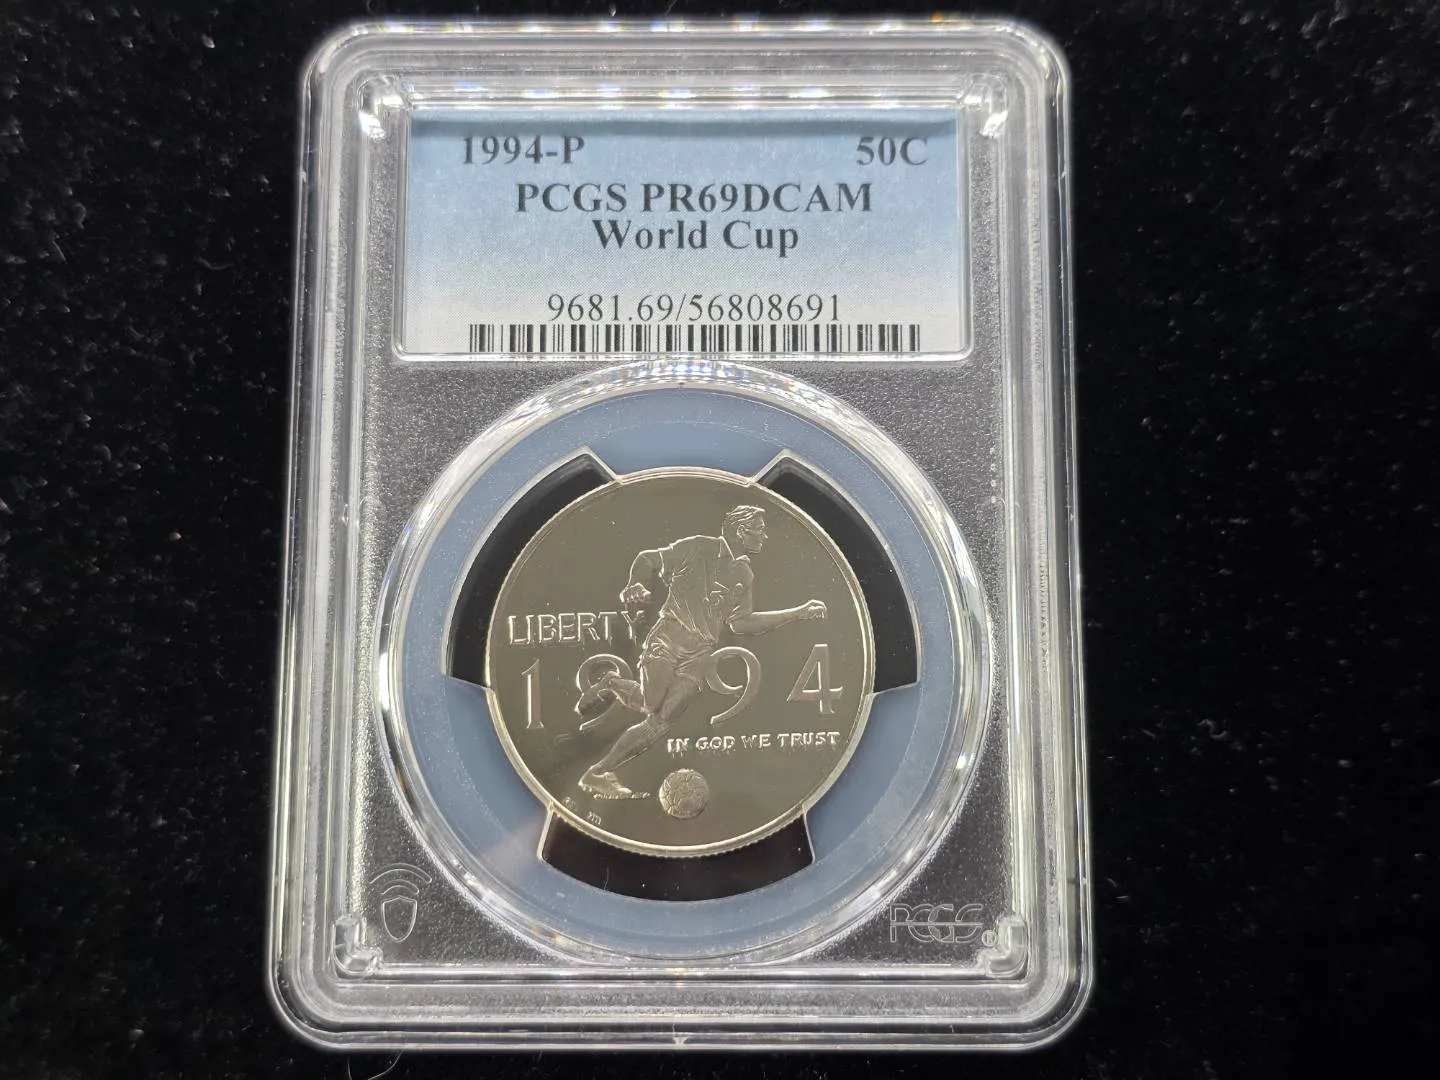 1994-P 50C
PCGS PR69DCAM
World Cup
9681.69/56808691
LIBERTY
1994
IN GOD WE TRUST
PCGS